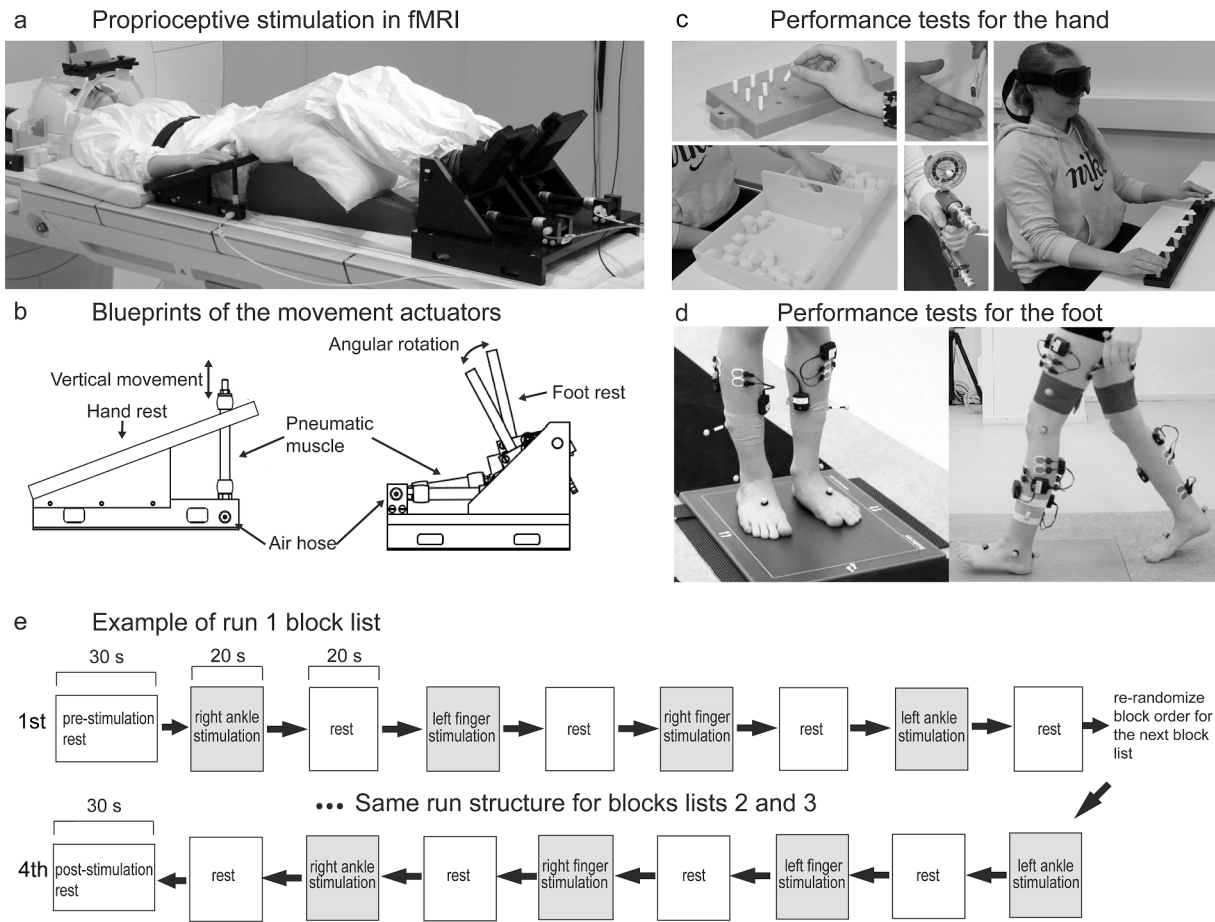 a Proprioceptive stimulation in fMRI
b Blueprints of the movement actuators
Vertical movement
Hand rest
Pneumatic
muscle
Air hose
Angular rotation
Foot rest
c Performance tests for the hand
d Performance tests for the foot
e Example of run 1 block list
30 s
20 s
20 s
1st
pre-stimulation
rest
right ankle
stimulation
rest
left finger
stimulation
rest
right finger
stimulation
rest
left ankle
stimulation
rest
re-randomize
block order for
the next block
list
••• Same run structure for blocks lists 2 and 3
30 s
4th
post-stimulation
rest
rest
right ankle
stimulation
rest
right finger
stimulation
rest
left finger
stimulation
rest
left ankle
stimulation